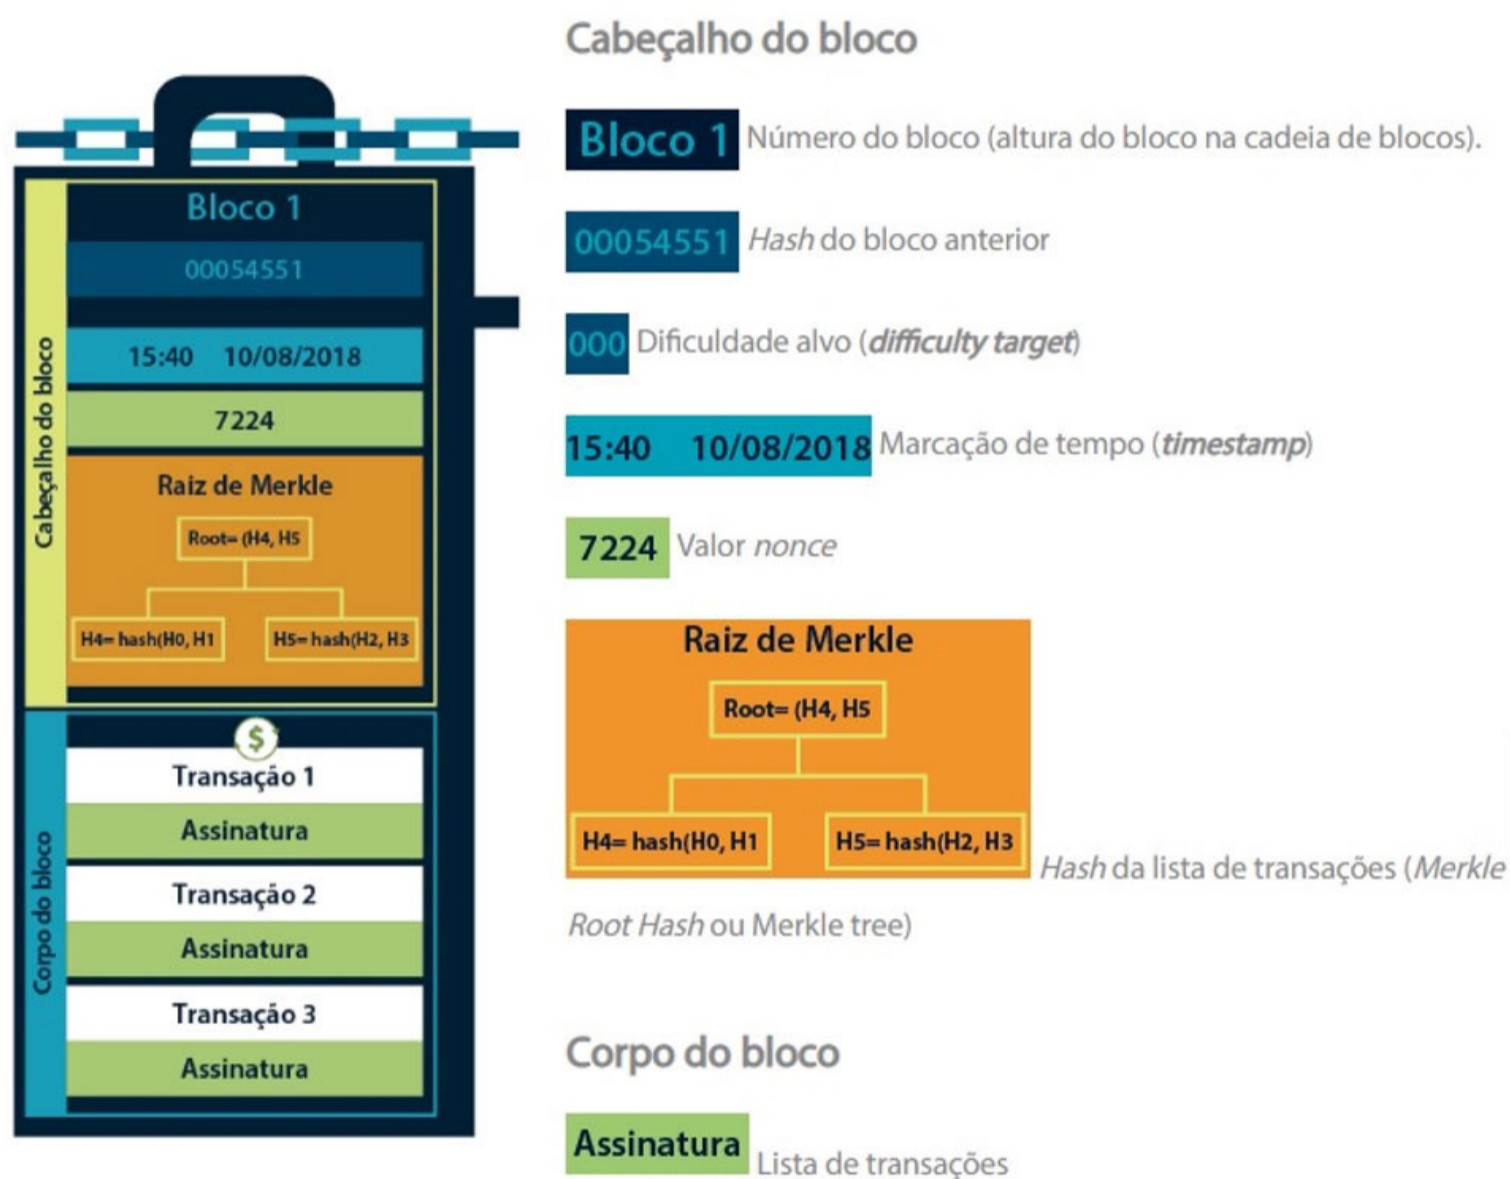 Cabeçalho do bloco
Bloco 1
00054551
15:40 10/08/2018
7224
Raiz de Merkle
Root= (H4, H5
H4= hash(H0, H1
H5= hash(H2, H3
Corpo do bloco
$
Transação 1
Assinatura
Transação 2
Assinatura
Transação 3
Assinatura
Cabeçalho do bloco
Bloco 1 Número do bloco (altura do bloco na cadeia de blocos).
00054551 Hash do bloco anterior
000 Dificuldade alvo (difficulty target)
15:40 10/08/2018 Marcação de tempo (timestamp)
7224 Valor nonce
Raiz de Merkle
Root= (H4, H5
H4= hash(H0, H1
H5= hash(H2, H3
Hash da lista de transações (Merkle
Root Hash ou Merkle tree)
Corpo do bloco
Assinatura Lista de transações